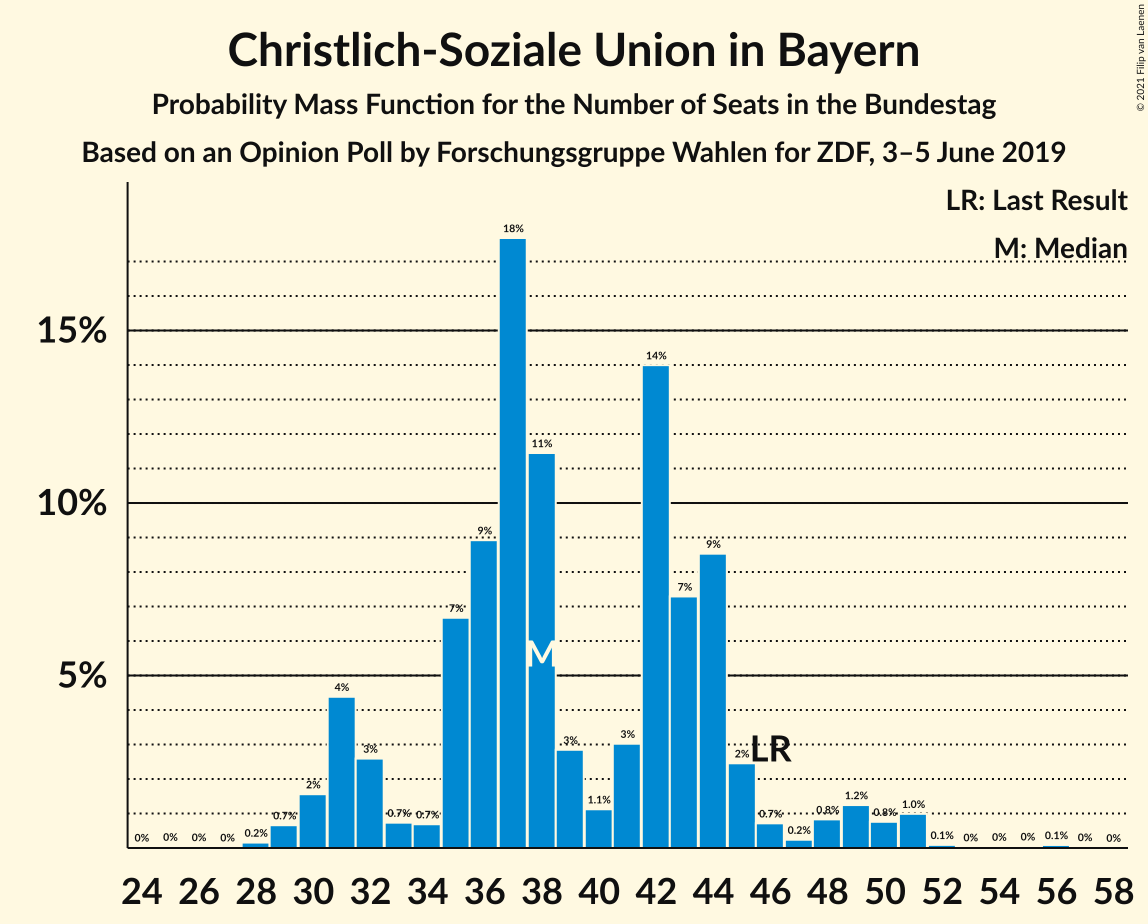 Christlich-Soziale Union in Bayern
Probability Mass Function for the Number of Seats in the Bundestag
Based on an Opinion Poll by Forschungsgruppe Wahlen for ZDF, 3–5 June 2019
© 2021 Filip van Laenen
LR: Last Result
M: Median
15%
10%
5%
0% 0% 0% 0% 0.2% 0.7% 2% 4% 3% 0.7% 0.7% 7% 9% 18% 11% 3% 1.1% 3% 14% 7% 9% 2% 0.7% 0.2% 0.8% 1.2% 0.8% 1.0% 0.1% 0% 0% 0% 0.1% 0% 0%
M
LR
24 26 28 30 32 34 36 38 40 42 44 46 48 50 52 54 56 58